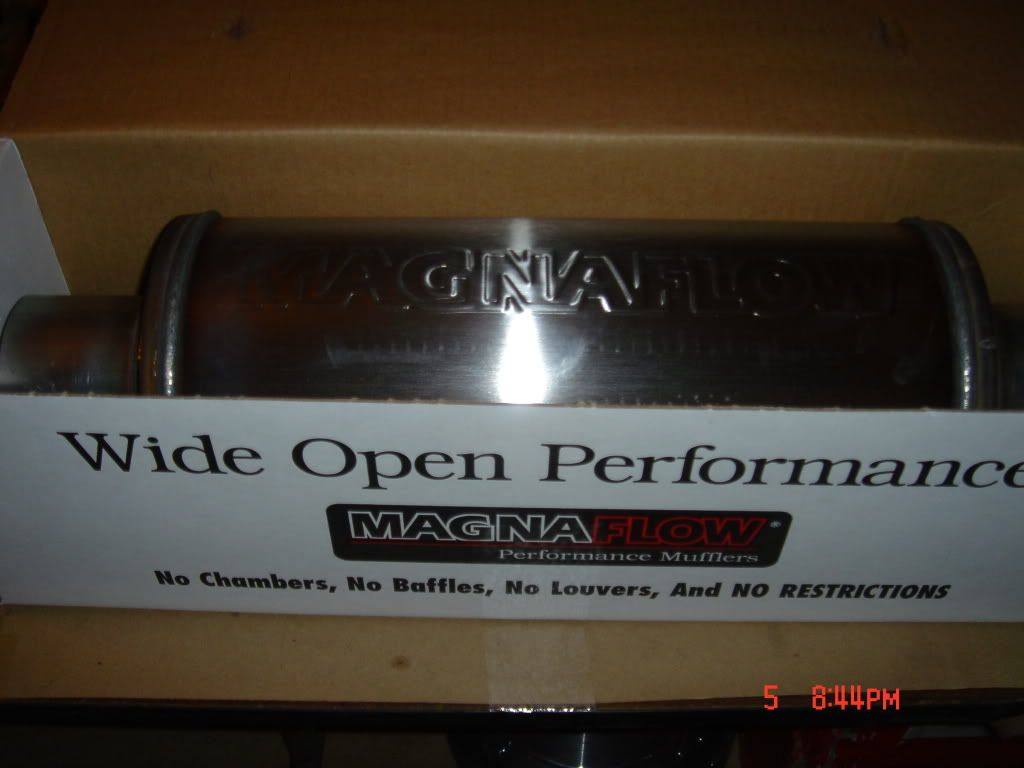 MAGNAFLOW
Wide Open Performance
MAGNAFLOW®
Performance Mufflers
No Chambers, No Baffles, No Louvers, And NO RESTRICTIONS
5 8:44PM